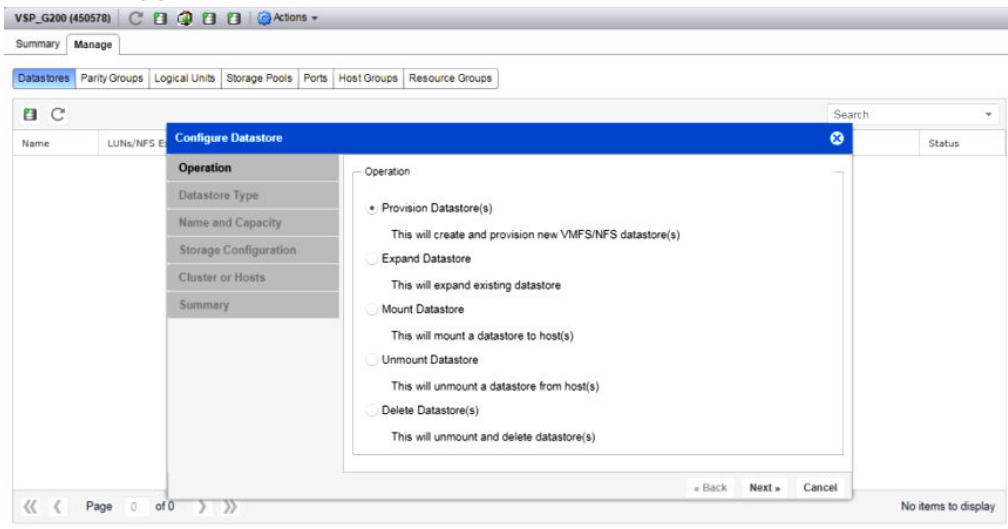 VSP_G200 (450578) Actions
Summary Manage
Datastores Parity Groups Logical Units Storage Pools Ports Host Groups Resource Groups
Search
Name LUNs/NFS E Status
Configure Datastore
Operation
Datastore Type
Name and Capacity
Storage Configuration
Cluster or Hosts
Summary
Operation
Provision Datastore(s)
This will create and provision new VMFS/NFS datastore(s)
Expand Datastore
This will expand existing datastore
Mount Datastore
This will mount a datastore to host(s)
Unmount Datastore
This will unmount a datastore from host(s)
Delete Datastore(s)
This will unmount and delete datastore(s)
« Back Next » Cancel
Page 0 of 0 No items to display